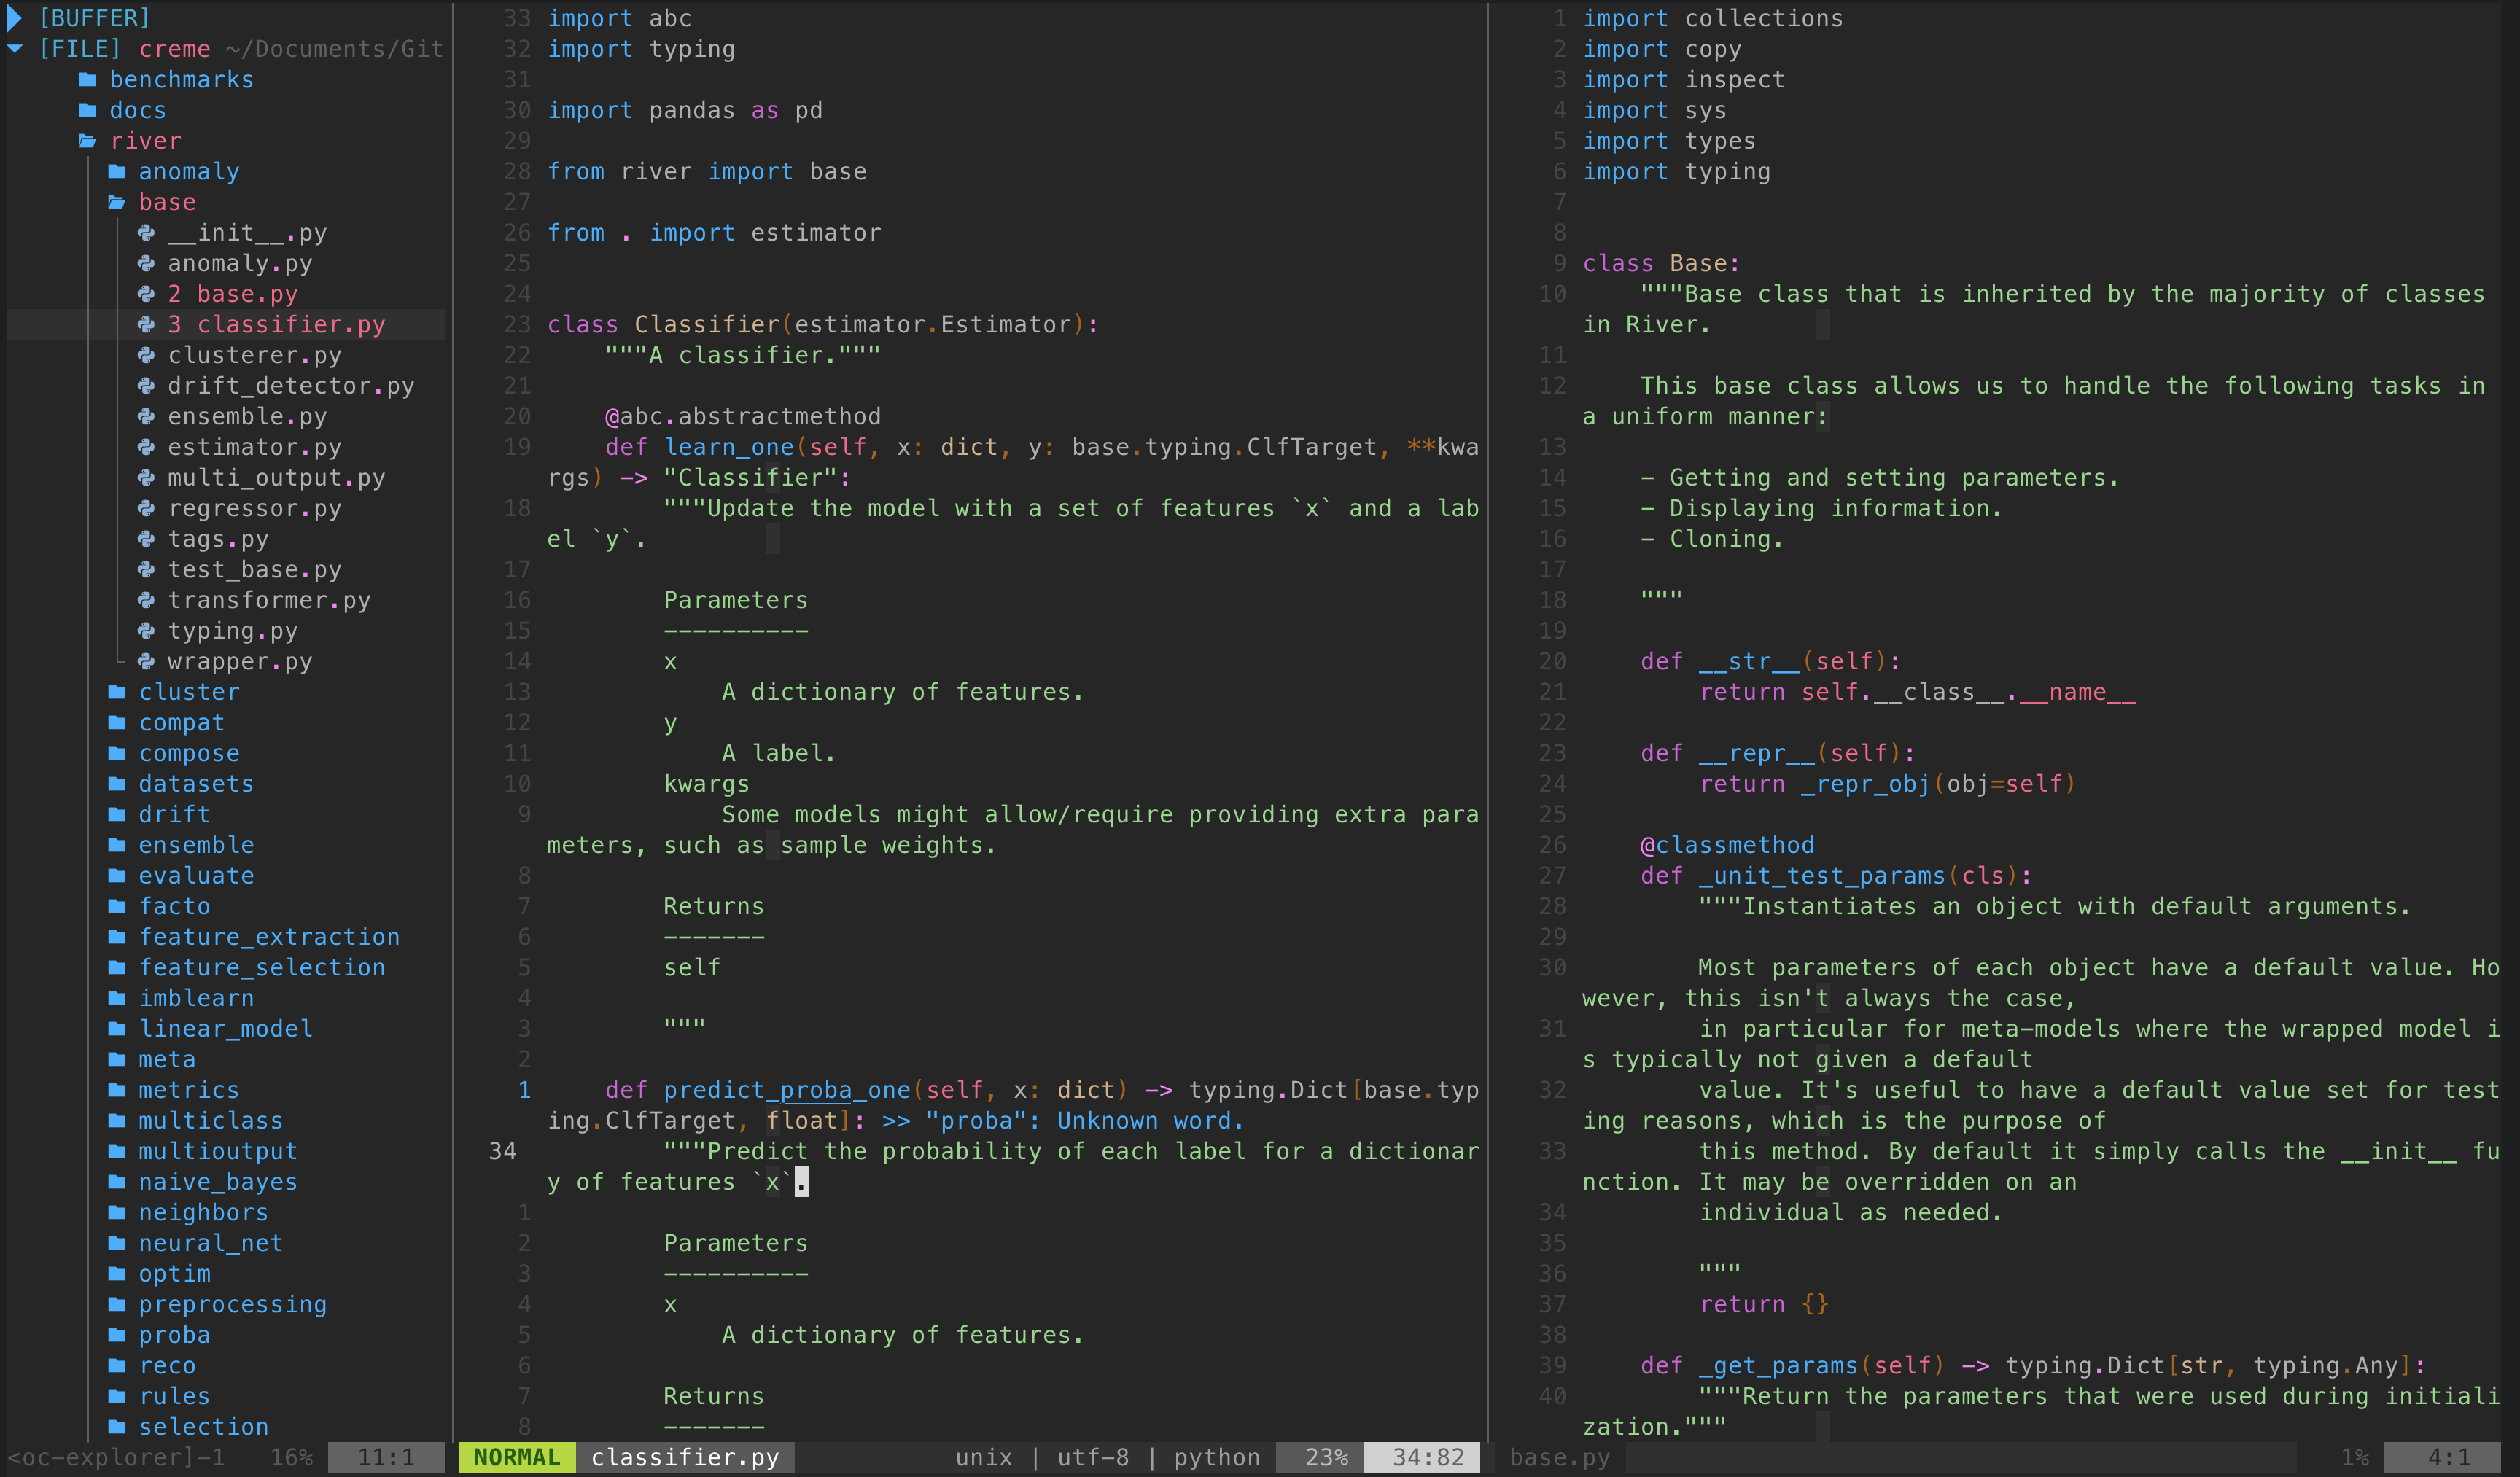 [BUFFER]
[FILE] creme ~/Documents/Git
benchmarks
docs
river
anomaly
base
__init__.py
anomaly.py
2 base.py
3 classifier.py
clusterer.py
drift_detector.py
ensemble.py
estimator.py
multi_output.py
regressor.py
tags.py
test_base.py
transformer.py
typing.py
wrapper.py
cluster
compat
compose
datasets
drift
ensemble
evaluate
facto
feature_extraction
feature_selection
imblearn
linear_model
meta
metrics
multiclass
multioutput
naive_bayes
neighbors
neural_net
optim
preprocessing
proba
reco
rules
selection
<oc-explorer]-1 16% 11:1
33 import abc
32 import typing
31
30 import pandas as pd
29
28 from river import base
27
26 from . import estimator
25
24
23 class Classifier(estimator.Estimator):
22     """A classifier."""
21
20     @abc.abstractmethod
19     def learn_one(self, x: dict, y: base.typing.ClfTarget, **kwa
rgs) -> "Classifier":
18         """Update the model with a set of features `x` and a lab
el `y`.
17
16         Parameters
15         ----------
14         x
13             A dictionary of features.
12         y
11             A label.
10         kwargs
9             Some models might allow/require providing extra para
meters, such as sample weights.
8
7         Returns
6         -------
5         self
4
3         """
2
1     def predict_proba_one(self, x: dict) -> typing.Dict[base.typ
ing.ClfTarget, float]: >> "proba": Unknown word.
34         """Predict the probability of each label for a dictionar
y of features `x`.
1
2         Parameters
3         ----------
4         x
5             A dictionary of features.
6
7         Returns
8         -------
NORMAL classifier.py unix | utf-8 | python 23% 34:82
1 import collections
2 import copy
3 import inspect
4 import sys
5 import types
6 import typing
7
8
9 class Base:
10     """Base class that is inherited by the majority of classes
in River.
11
12     This base class allows us to handle the following tasks in
a uniform manner:
13
14     - Getting and setting parameters.
15     - Displaying information.
16     - Cloning.
17
18     """
19
20     def __str__(self):
21         return self.__class__.__name__
22
23     def __repr__(self):
24         return _repr_obj(obj=self)
25
26     @classmethod
27     def _unit_test_params(cls):
28         """Instantiates an object with default arguments.
29
30         Most parameters of each object have a default value. Ho
wever, this isn't always the case,
31         in particular for meta-models where the wrapped model i
s typically not given a default
32         value. It's useful to have a default value set for test
ing reasons, which is the purpose of
33         this method. By default it simply calls the __init__ fu
nction. It may be overridden on an
34         individual as needed.
35
36         """
37         return {}
38
39     def _get_params(self) -> typing.Dict[str, typing.Any]:
40         """Return the parameters that were used during initiali
zation."""
base.py 1% 4:1